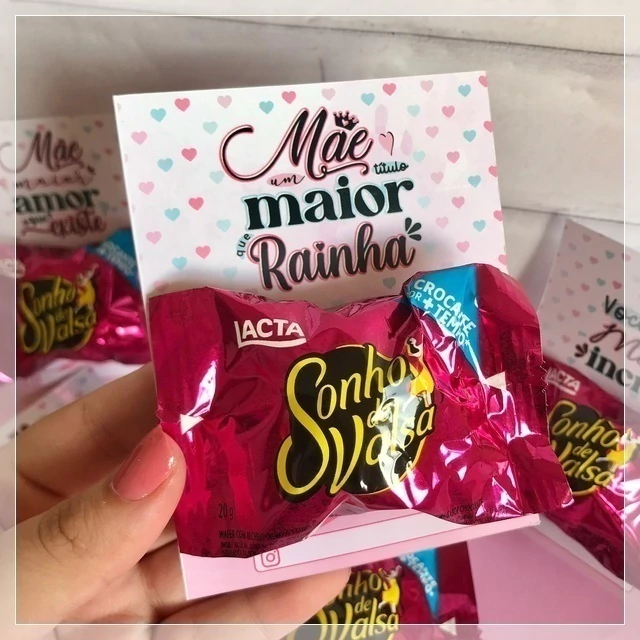 Mãe
um título
maior
que
Rainha
LACTA
CROCANTE
POR + TEMPO
Sonho
de
Valsa
20g
Mãe
amor
existe
Sonho
de
Valsa
Você
LACTA
Sonho
de
Valsa
Sonho
de
Valsa